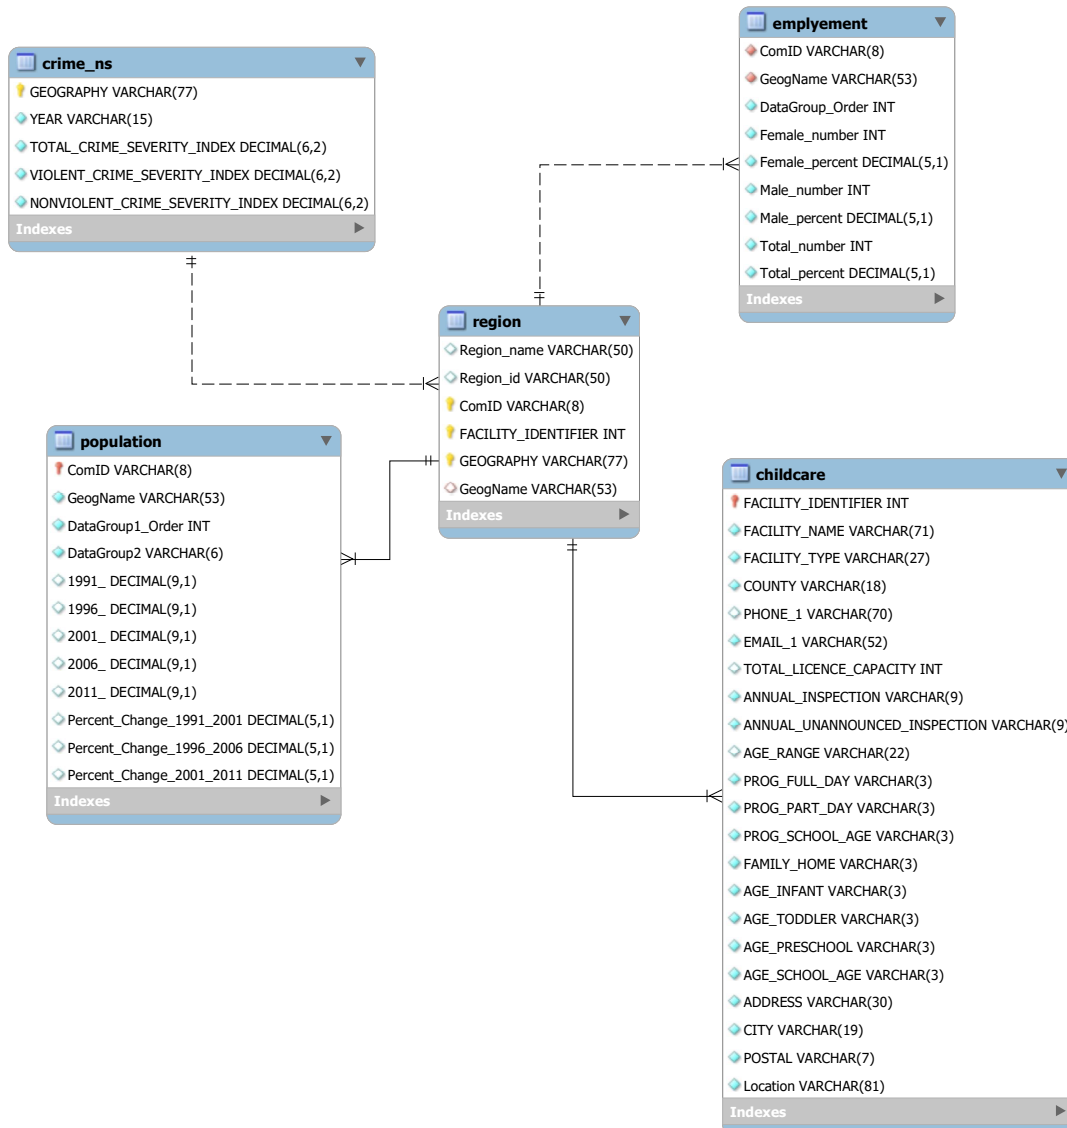 crime_ns
GEOGRAPHY VARCHAR(77)
YEAR VARCHAR(15)
TOTAL_CRIME_SEVERITY_INDEX DECIMAL(6,2)
VIOLENT_CRIME_SEVERITY_INDEX DECIMAL(6,2)
NONVIOLENT_CRIME_SEVERITY_INDEX DECIMAL(6,2)
Indexes
emplyement
ComID VARCHAR(8)
GeogName VARCHAR(53)
DataGroup_Order INT
Female_number INT
Female_percent DECIMAL(5,1)
Male_number INT
Male_percent DECIMAL(5,1)
Total_number INT
Total_percent DECIMAL(5,1)
Indexes
region
Region_name VARCHAR(50)
Region_id VARCHAR(50)
ComID VARCHAR(8)
FACILITY_IDENTIFIER INT
GEOGRAPHY VARCHAR(77)
GeogName VARCHAR(53)
Indexes
population
ComID VARCHAR(8)
GeogName VARCHAR(53)
DataGroup1_Order INT
DataGroup2 VARCHAR(6)
1991_ DECIMAL(9,1)
1996_ DECIMAL(9,1)
2001_ DECIMAL(9,1)
2006_ DECIMAL(9,1)
2011_ DECIMAL(9,1)
Percent_Change_1991_2001 DECIMAL(5,1)
Percent_Change_1996_2006 DECIMAL(5,1)
Percent_Change_2001_2011 DECIMAL(5,1)
Indexes
childcare
FACILITY_IDENTIFIER INT
FACILITY_NAME VARCHAR(71)
FACILITY_TYPE VARCHAR(27)
COUNTY VARCHAR(18)
PHONE_1 VARCHAR(70)
EMAIL_1 VARCHAR(52)
TOTAL_LICENCE_CAPACITY INT
ANNUAL_INSPECTION VARCHAR(9)
ANNUAL_UNANNOUNCED_INSPECTION VARCHAR(9)
AGE_RANGE VARCHAR(22)
PROG_FULL_DAY VARCHAR(3)
PROG_PART_DAY VARCHAR(3)
PROG_SCHOOL_AGE VARCHAR(3)
FAMILY_HOME VARCHAR(3)
AGE_INFANT VARCHAR(3)
AGE_TODDLER VARCHAR(3)
AGE_PRESCHOOL VARCHAR(3)
AGE_SCHOOL_AGE VARCHAR(3)
ADDRESS VARCHAR(30)
CITY VARCHAR(19)
POSTAL VARCHAR(7)
Location VARCHAR(81)
Indexes